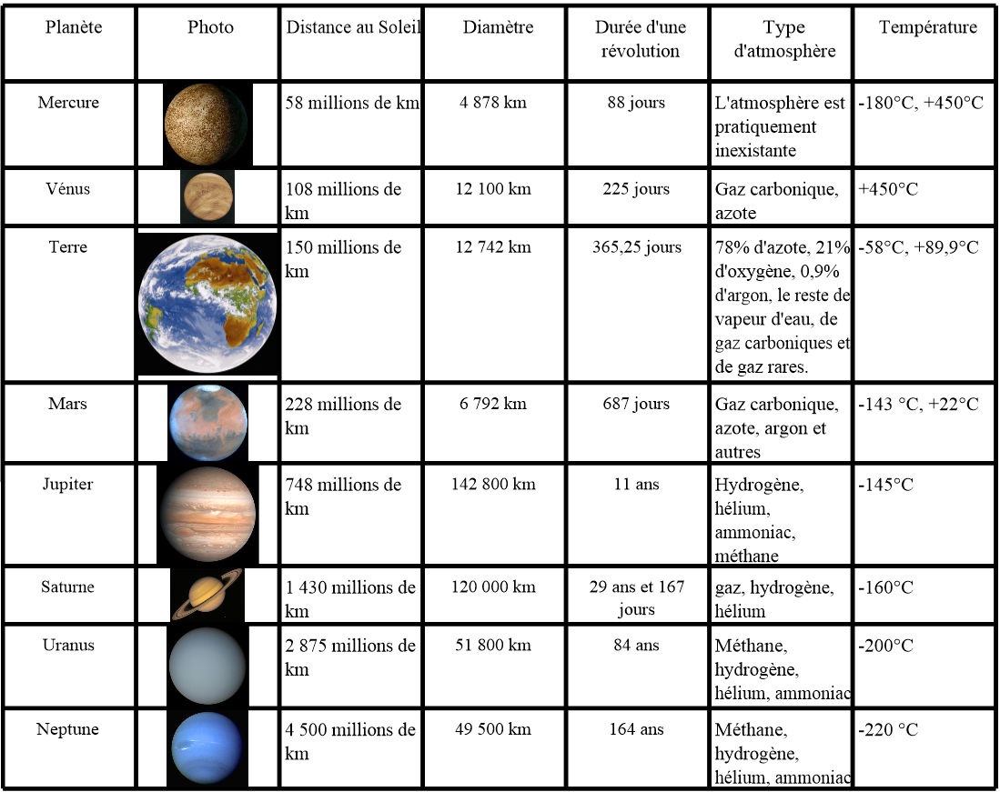 Planète Photo Distance au Soleil Diamètre Durée d'une révolution Type d'atmosphère Température
Mercure 58 millions de km 4 878 km 88 jours L'atmosphère est pratiquement inexistante -180°C, +450°C
Vénus 108 millions de km 12 100 km 225 jours Gaz carbonique, azote +450°C
Terre 150 millions de km 12 742 km 365,25 jours 78% d'azote, 21% d'oxygène, 0,9% d'argon, le reste de vapeur d'eau, de gaz carboniques et de gaz rares. -58°C, +89,9°C
Mars 228 millions de km 6 792 km 687 jours Gaz carbonique, azote, argon et autres -143 °C, +22°C
Jupiter 748 millions de km 142 800 km 11 ans Hydrogène, hélium, ammoniac, méthane -145°C
Saturne 1 430 millions de km 120 000 km 29 ans et 167 jours gaz, hydrogène, hélium -160°C
Uranus 2 875 millions de km 51 800 km 84 ans Méthane, hydrogène, hélium, ammoniac -200°C
Neptune 4 500 millions de km 49 500 km 164 ans Méthane, hydrogène, hélium, ammoniac -220 °C